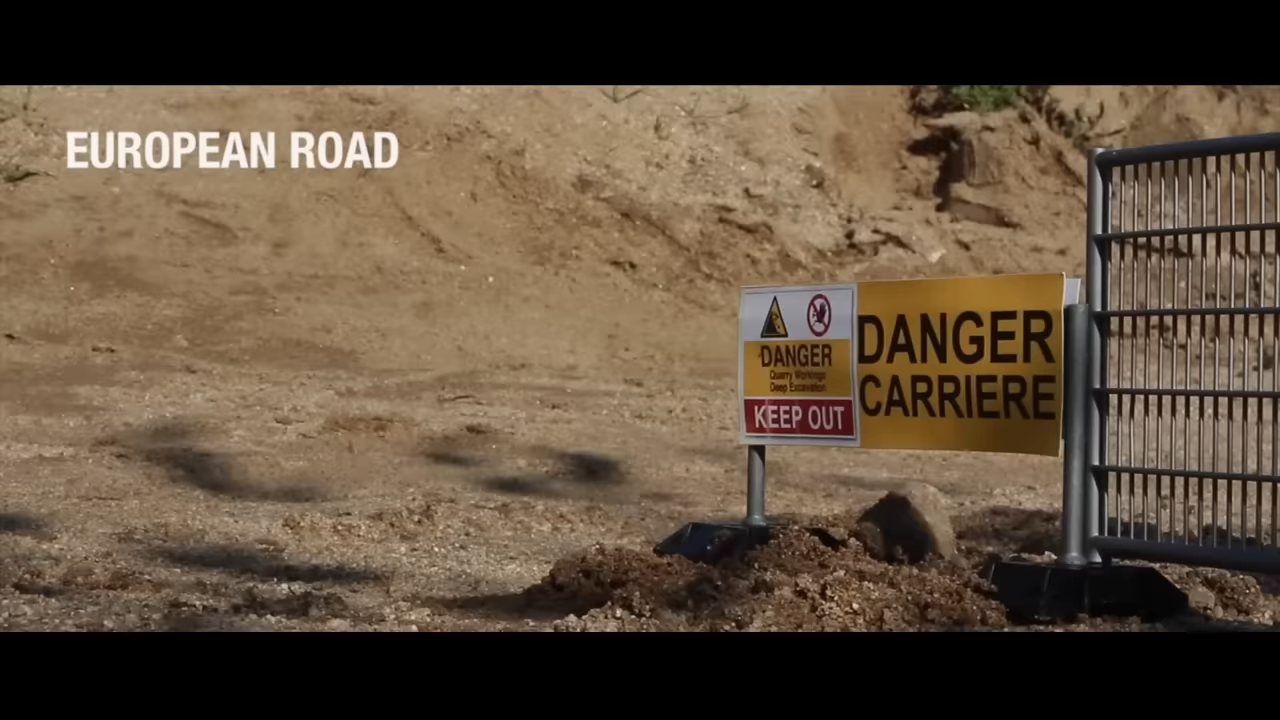 EUROPEAN ROAD
DANGER
Quarry Workings
Deep Excavation
KEEP OUT
DANGER
CARRIERE